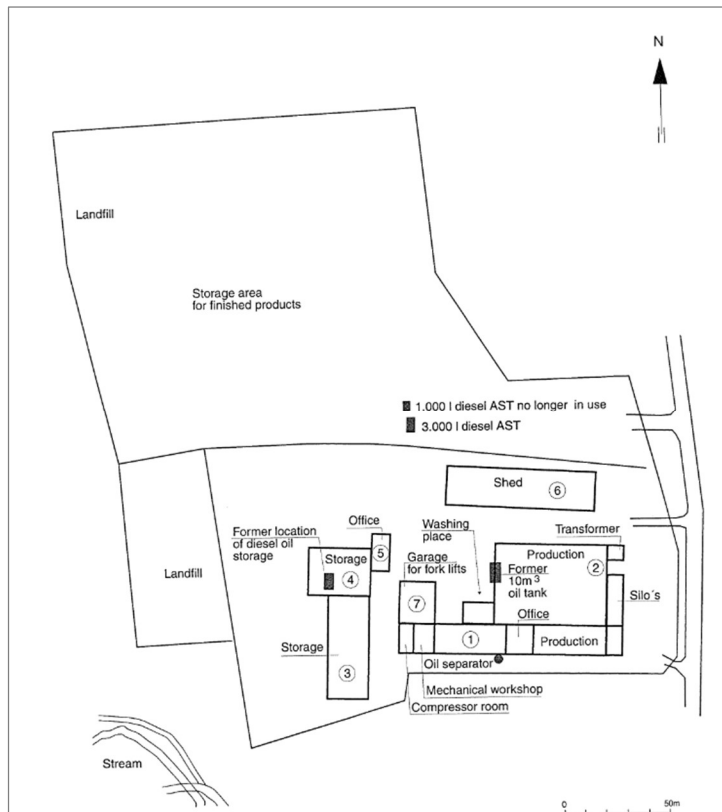 N
Landfill
Storage area
for finished products
1.000 l diesel AST no longer in use
3.000 l diesel AST
Shed
6
Former location
of diesel oil
storage
Office
Storage
4
5
Washing
place
Garage
for fork lifts
7
Transformer
Production
2
Former
10m³
oil tank
Silo´s
Landfill
Office
1
Production
Storage
3
Oil separator
Mechanical workshop
Compressor room
Stream
0
50m